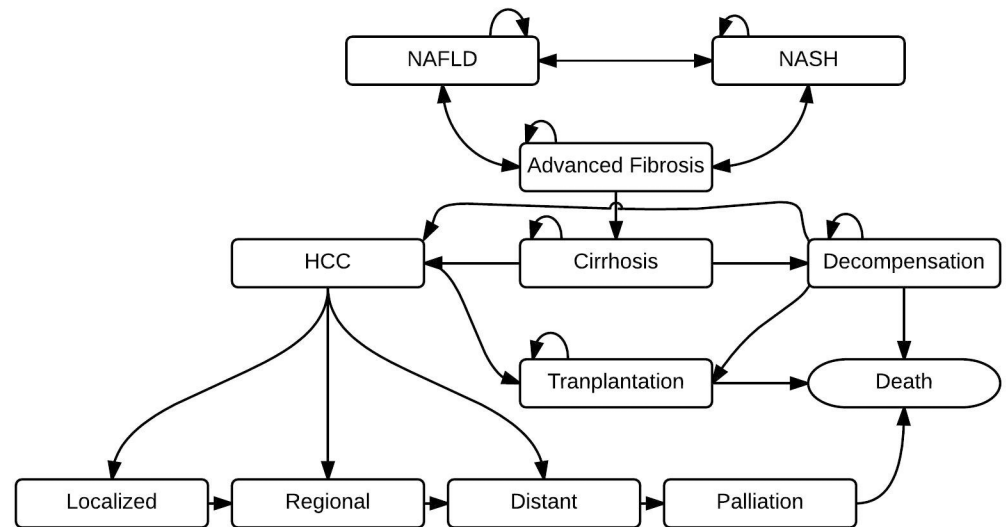 NAFLD
NASH
Advanced Fibrosis
HCC
Cirrhosis
Decompensation
Tranplantation
Death
Localized
Regional
Distant
Palliation